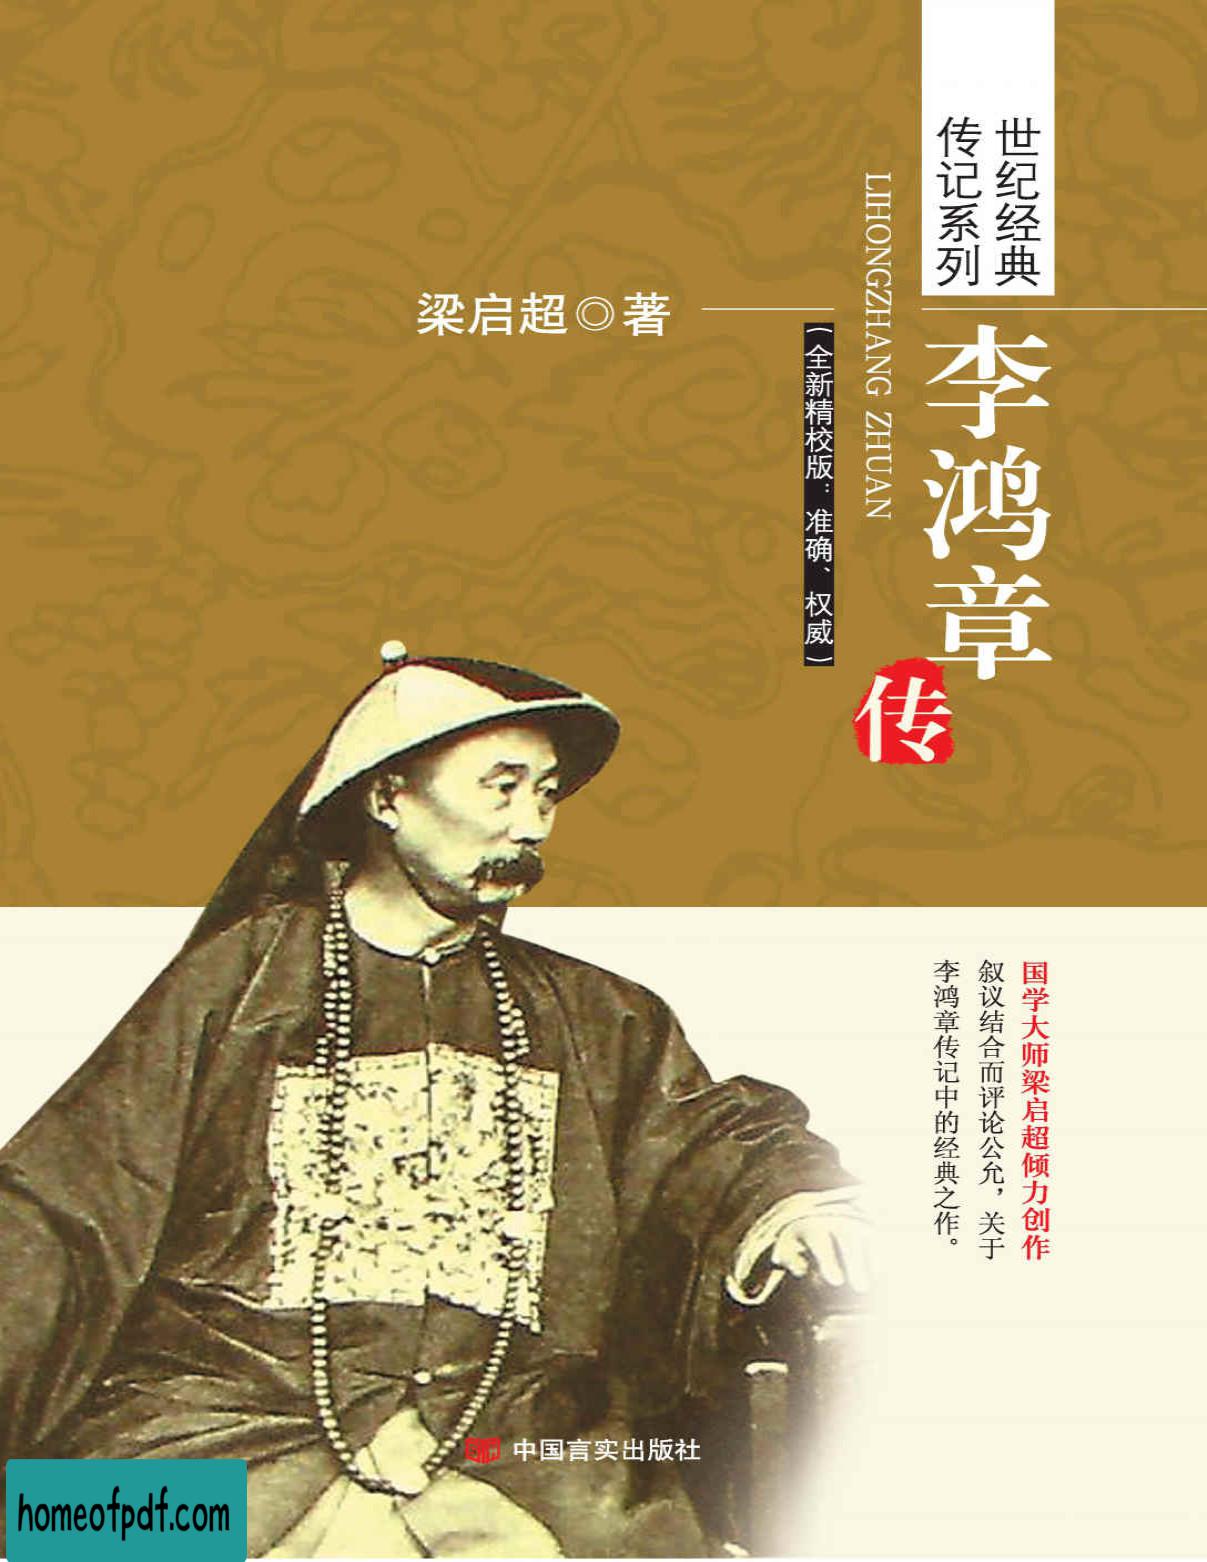 世纪经典
传记系列
李鸿章
传
LIHONGZHANG ZHUAN
(全新精校版：准确、权威)
梁启超◎著
国学大师梁启超倾力创作
叙议结合而评论公允，关于
李鸿章传记中的经典之作。
中国言实出版社
homeofpdf.com